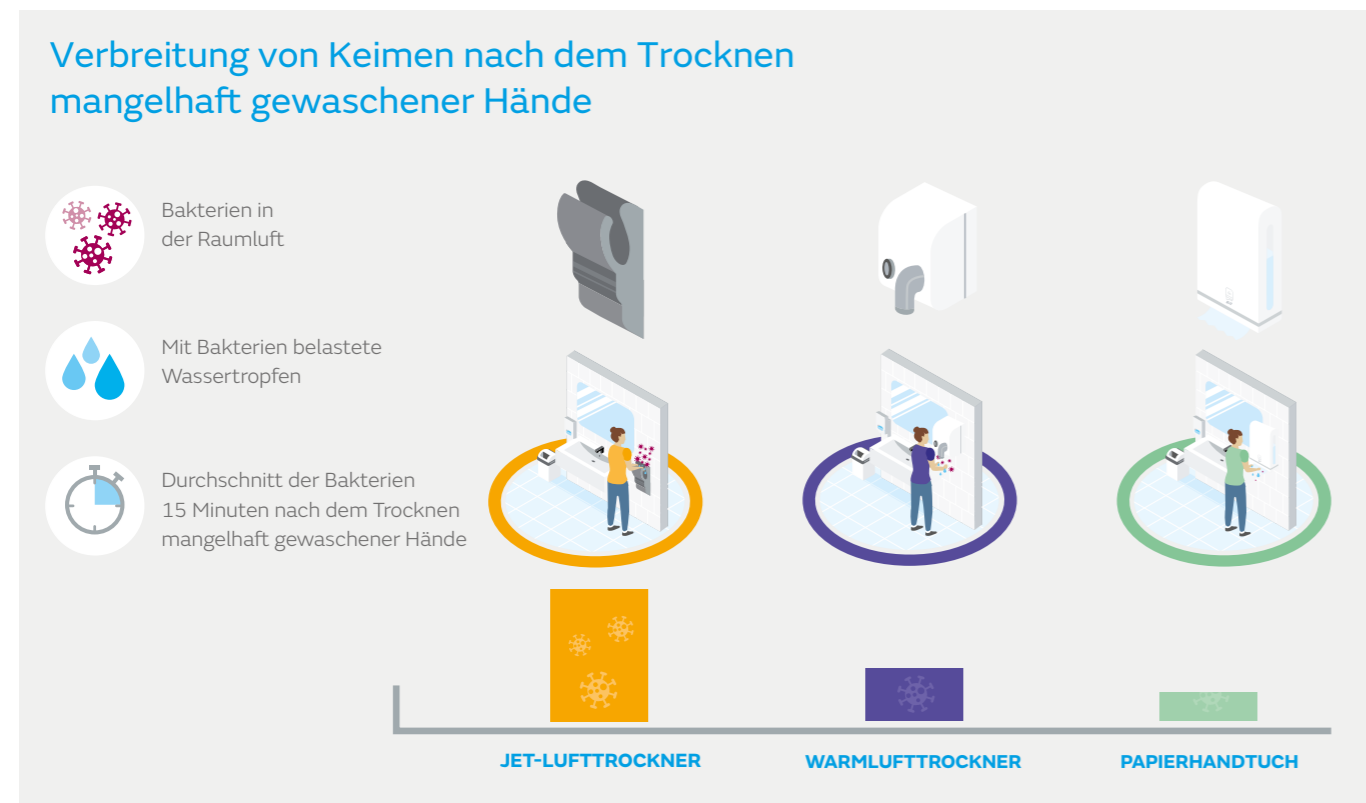 Verbreitung von Keimen nach dem Trocknen
mangelhaft gewaschener Hände
Bakterien in
der Raumluft
Mit Bakterien belastete
Wassertropfen
Durchschnitt der Bakterien
15 Minuten nach dem Trocknen
mangelhaft gewaschener Hände
JET-LUFTTROCKNER
WARMLUFTTROCKNER
PAPIERHANDTUCH